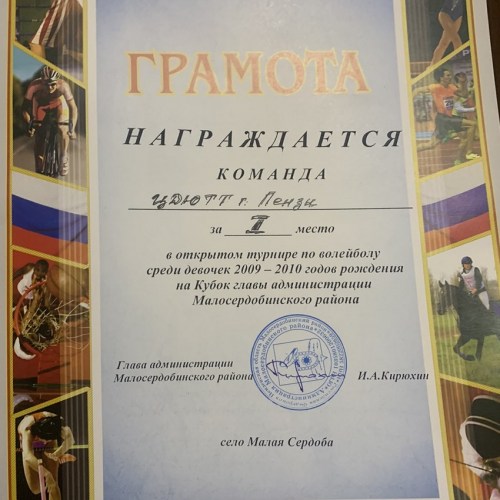 ГРАМОТА
НАГРАЖДАЕТСЯ
КОМАНДА
ЦДЮТТ г. Пензы
за II место
в открытом турнире по волейболу
среди девочек 2009 – 2010 годов рождения
на Кубок главы администрации
Малосердобинского района
Глава администрации
Малосердобинского района И.А.Кирюхин
село Малая Сердоба